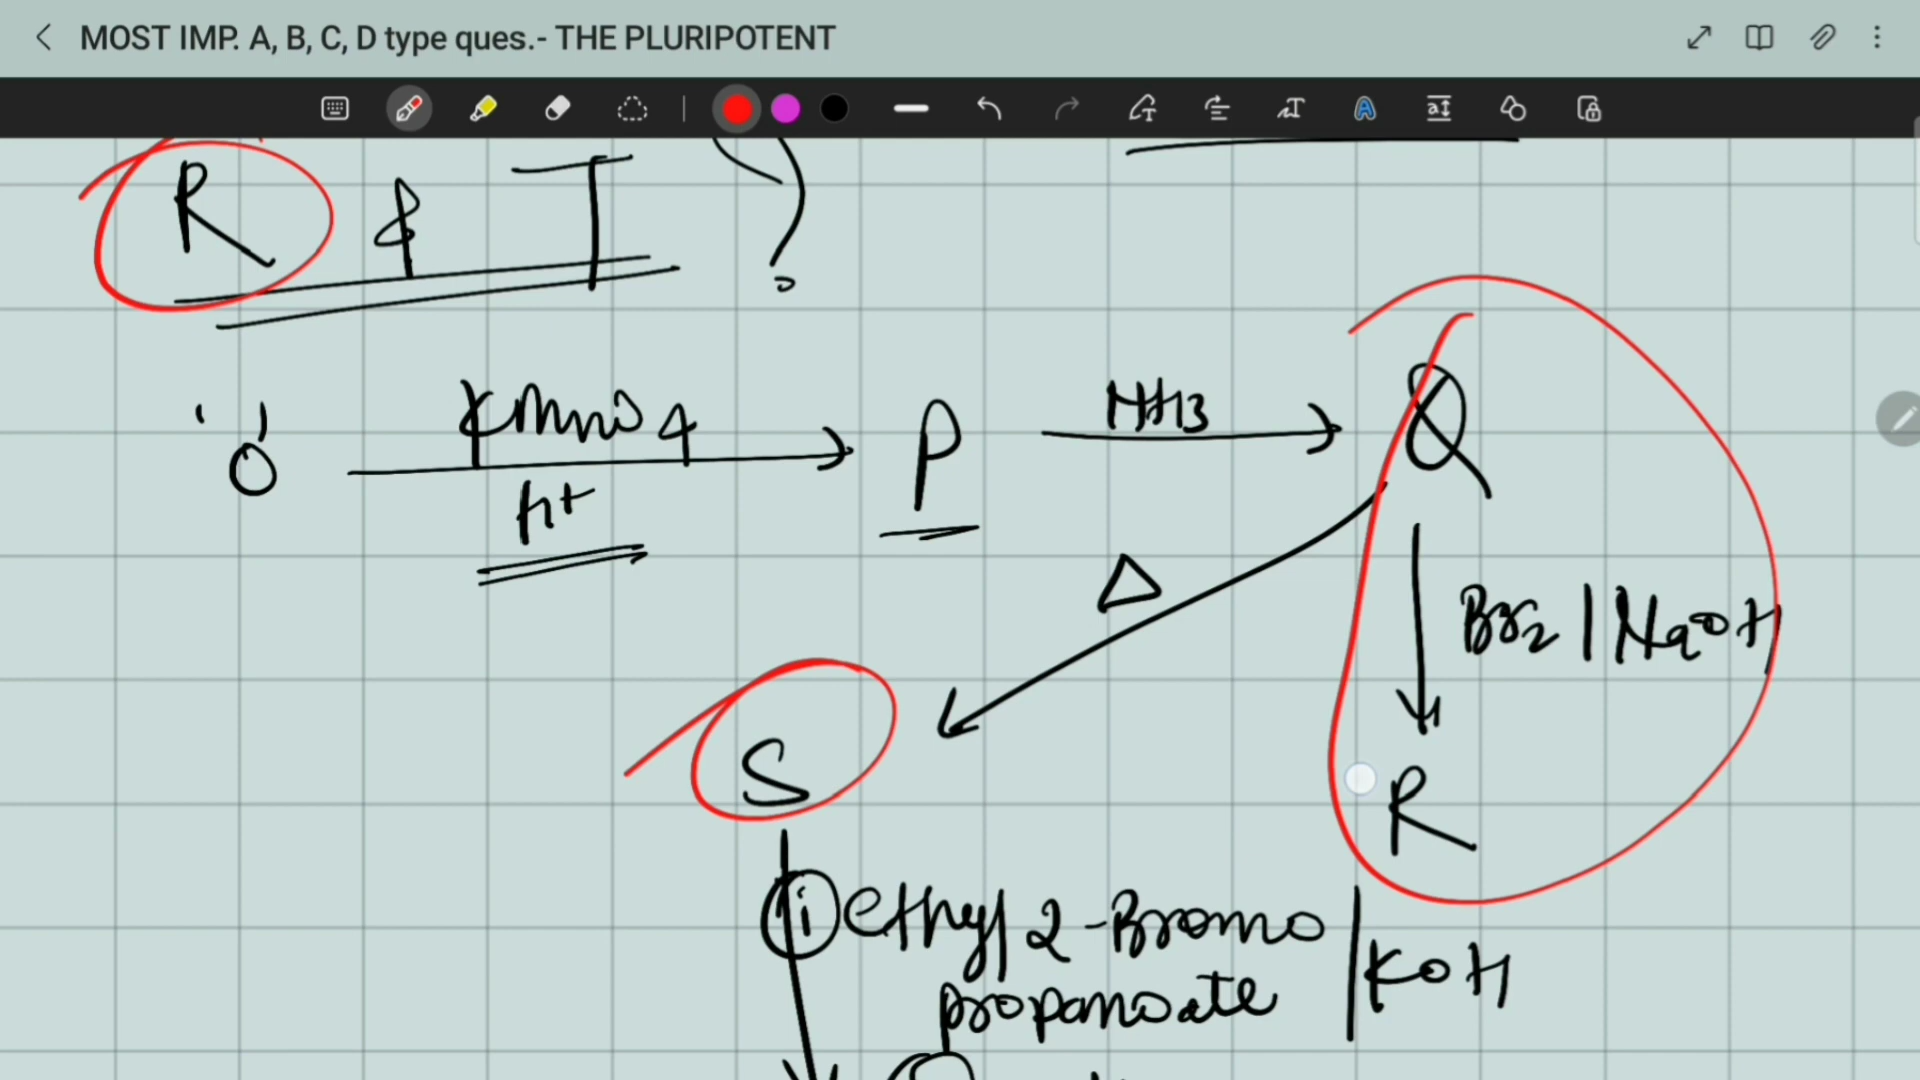 MOST IMP. A, B, C, D type ques.- THE PLURIPOTENT
R & T ?
'O' KMnO4 P NH3 Q
H+
Δ
Br2 | NaOH
S R
(i) ethyl 2-Bromo
propanoate / KOH